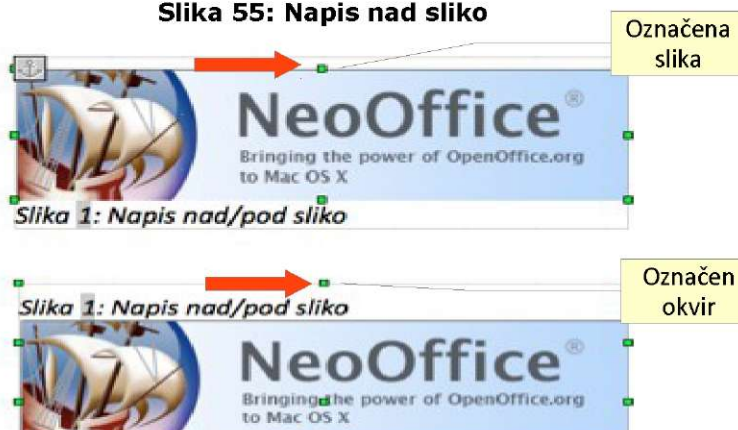 Slika 55: Napis nad sliko
Označena
slika
NeoOffice®
Bringing the power of OpenOffice.org
to Mac OS X
Slika 1: Napis nad/pod sliko
Označen
okvir
Slika 1: Napis nad/pod sliko
NeoOffice®
Bringing the power of OpenOffice.org
to Mac OS X